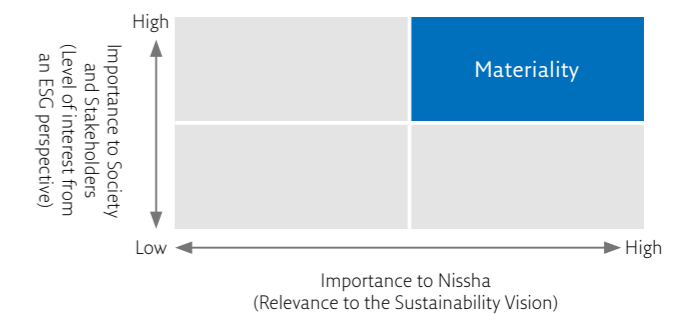 High
Materiality
Importance to Society
and Stakeholders
(Level of interest from
an ESG perspective)
Low
High
Importance to Nissha
(Relevance to the Sustainability Vision)